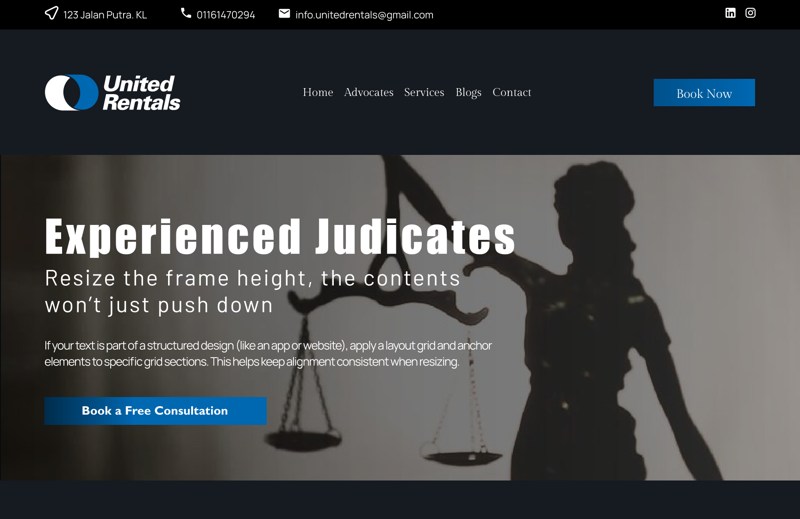 123 Jalan Putra. KL
01161470294
info.unitedrentals@gmail.com
United
Rentals
Home Advocates Services Blogs Contact
Book Now
Experienced Judicates
Resize the frame height, the contents
won't just push down
If your text is part of a structured design (like an app or website), apply a layout grid and anchor
elements to specific grid sections. This helps keep alignment consistent when resizing.
Book a Free Consultation